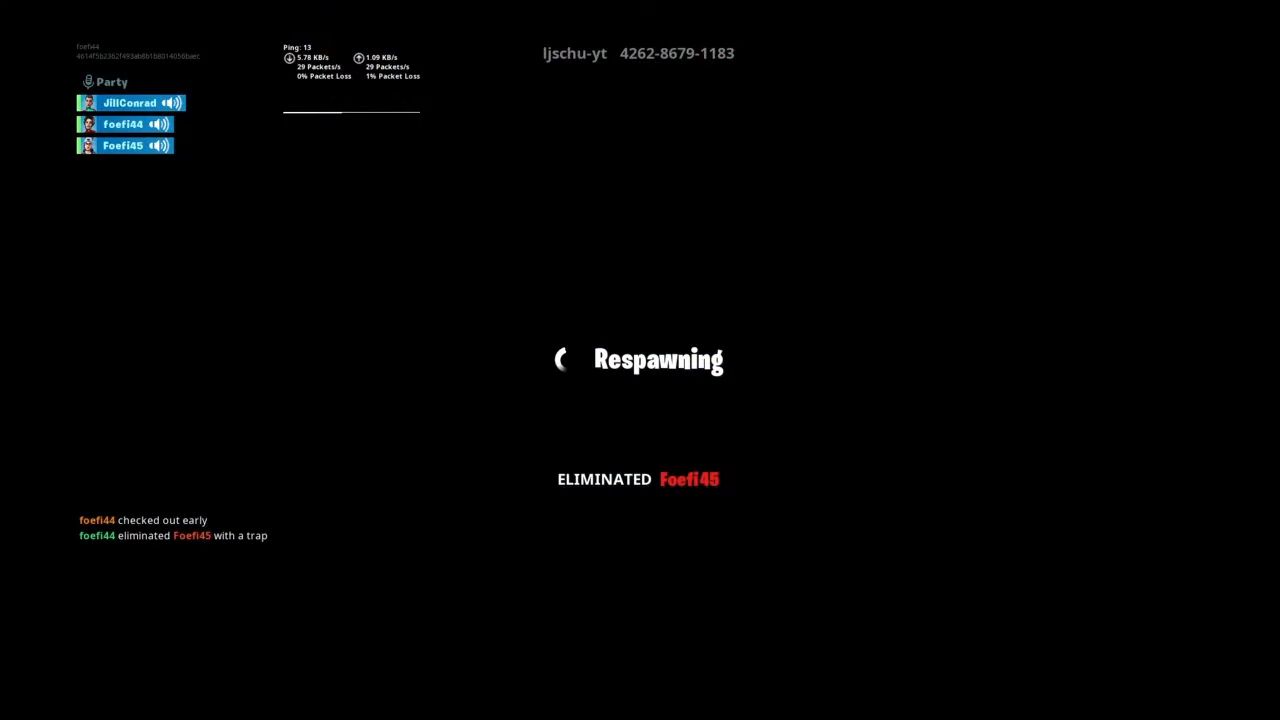 foefi44
Ping: 13
5.78 KB/s 1.09 KB/s
29 Packets/s 29 Packets/s
0% Packet Loss 1% Packet Loss
ljschu-yt 4262-8679-1183
Party
JillConrad
foefi44
Foefi45
Respawning
ELIMINATED Foefi45
foefi44 checked out early
foefi44 eliminated Foefi45 with a trap